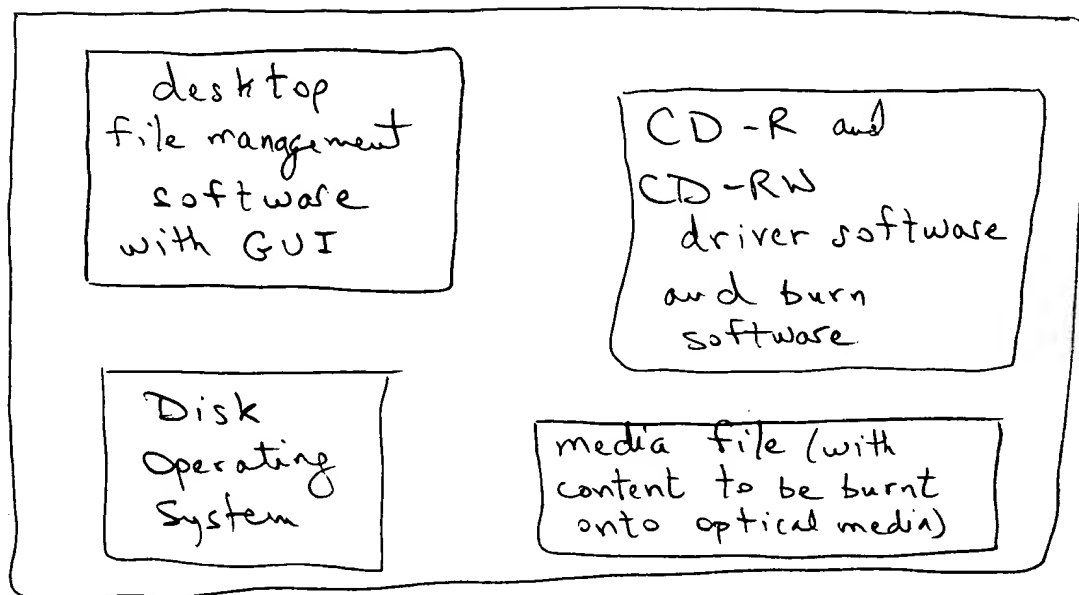 desktop
file management
software
with GUI
CD-R and
CD-RW
driver software
and burn
software
Disk
Operating
System
media file (with
content to be burnt
onto optical media)